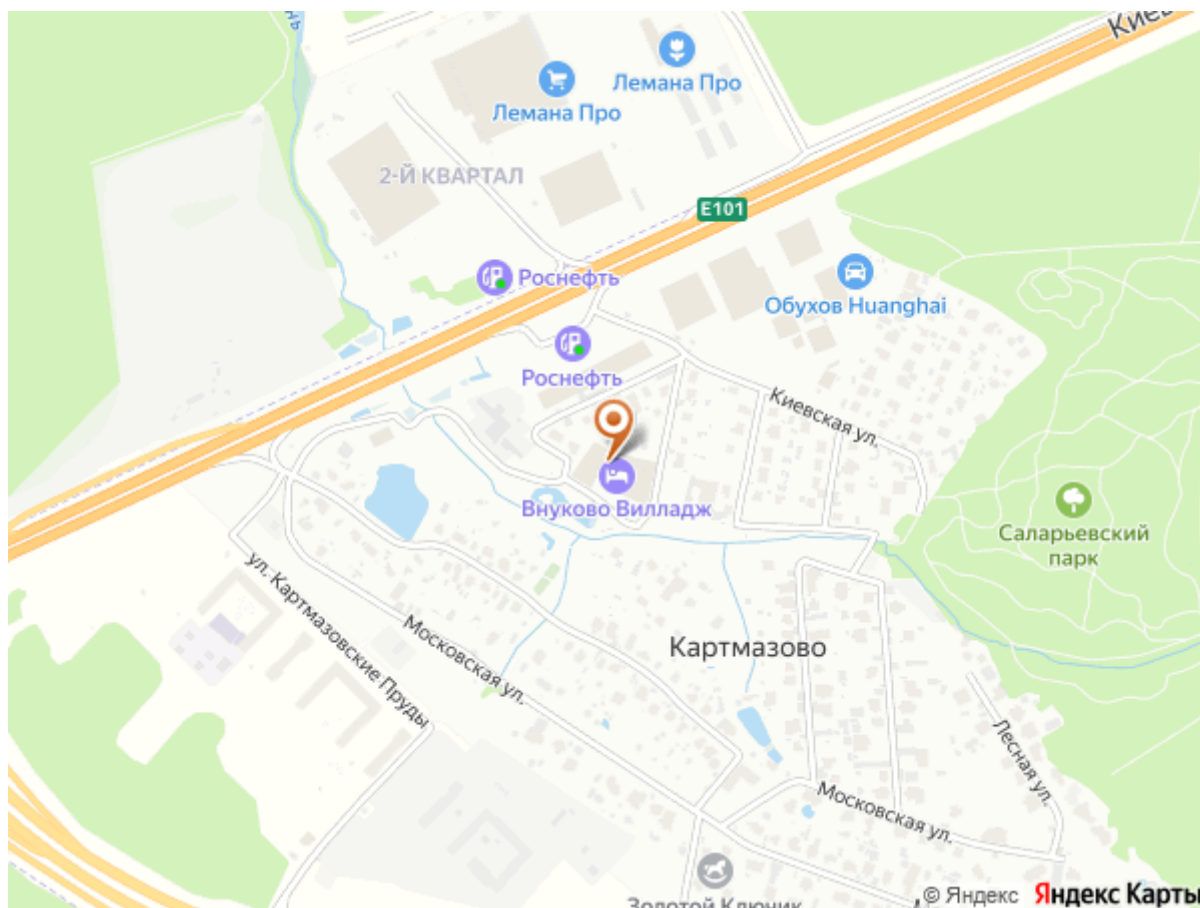 Киев
Лемана Про
Лемана Про
2-Й КВАРТАЛ
E101
Роснефть
Обухов Huanghai
Роснефть
Киевская ул.
Внуково Вилладж
Саларьевский
парк
ул. Картмазовские Пруды
Московская ул.
Картмазово
Лесная ул.
Московская ул.
Золотой Ключик
© Яндекс Яндекс Карты